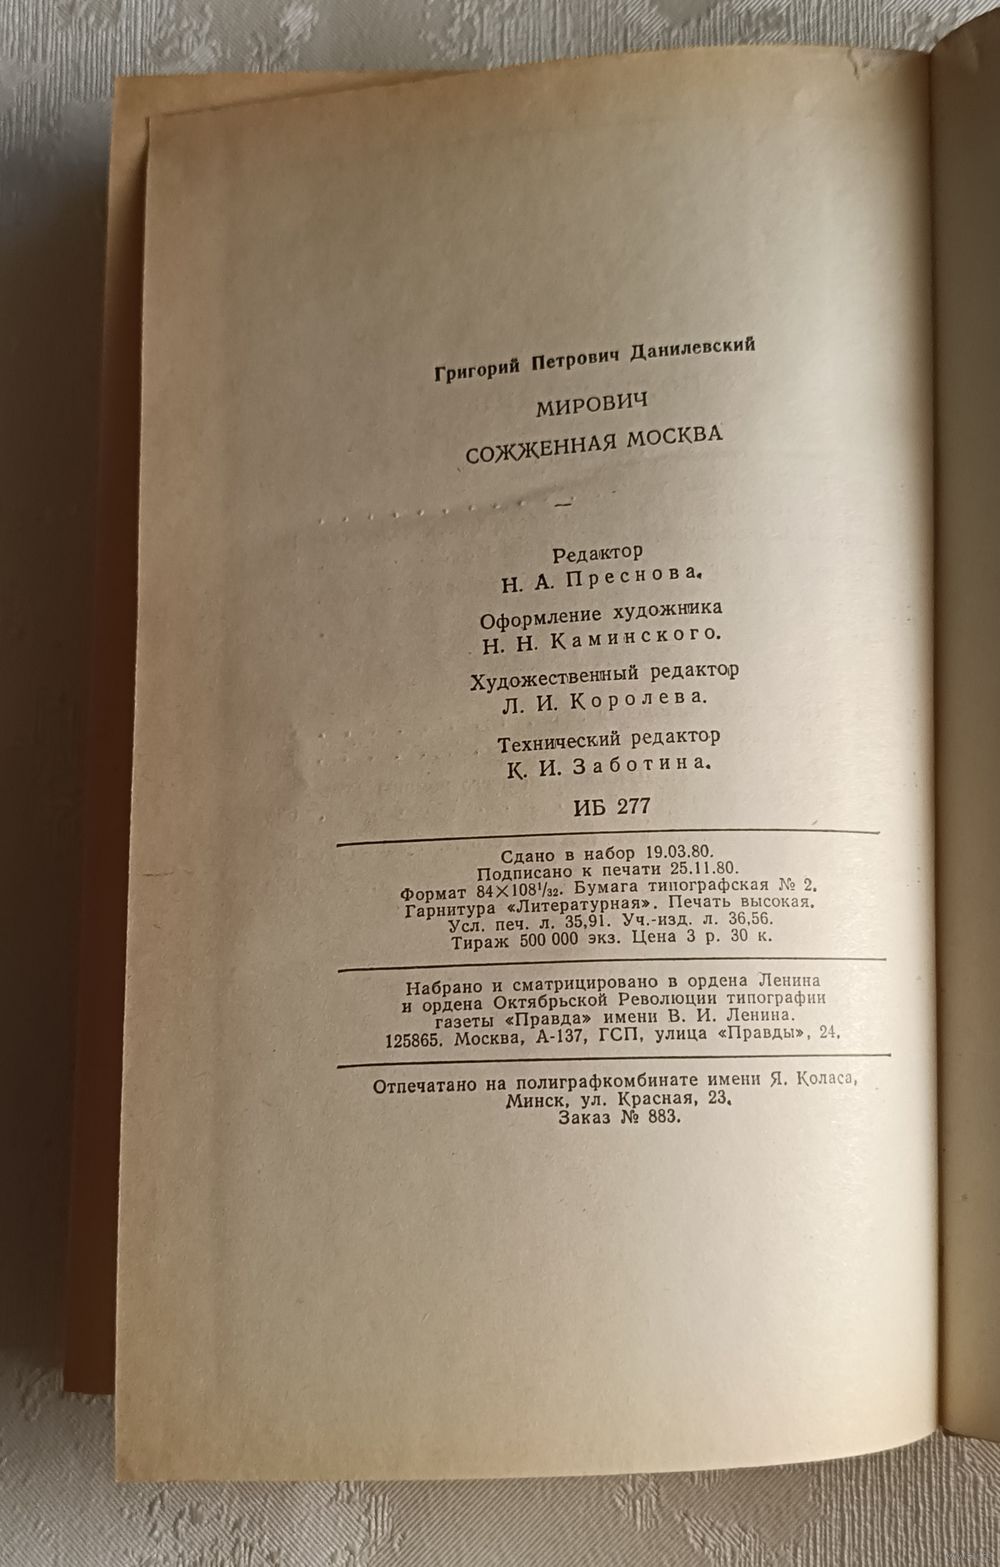 Григорий Петрович Данилевский
МИРОВИЧ
СОЖЖЕННАЯ МОСКВА
—
Редактор
Н. А. Преснова.
Оформление художника
Н. Н. Каминского.
Художественный редактор
Л. И. Королева.
Технический редактор
К. И. Заботина.
ИБ 277
Сдано в набор 19.03.80.
Подписано к печати 25.11.80.
Формат 84×108¹/₃₂. Бумага типографская № 2.
Гарнитура «Литературная». Печать высокая.
Усл. печ. л. 35,91. Уч.-изд. л. 36,56.
Тираж 500 000 экз. Цена 3 р. 30 к.
Набрано и сматрицировано в ордена Ленина
и ордена Октябрьской Революции типографии
газеты «Правда» имени В. И. Ленина.
125865. Москва, А-137, ГСП, улица «Правды», 24.
Отпечатано на полиграфкомбинате имени Я. Коласа,
Минск, ул. Красная, 23.
Заказ № 883.